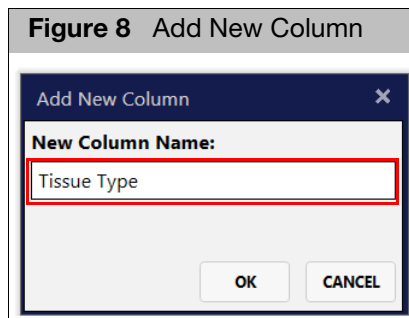 Figure 8 Add New Column
Add New Column ×
New Column Name:
Tissue Type
OK CANCEL